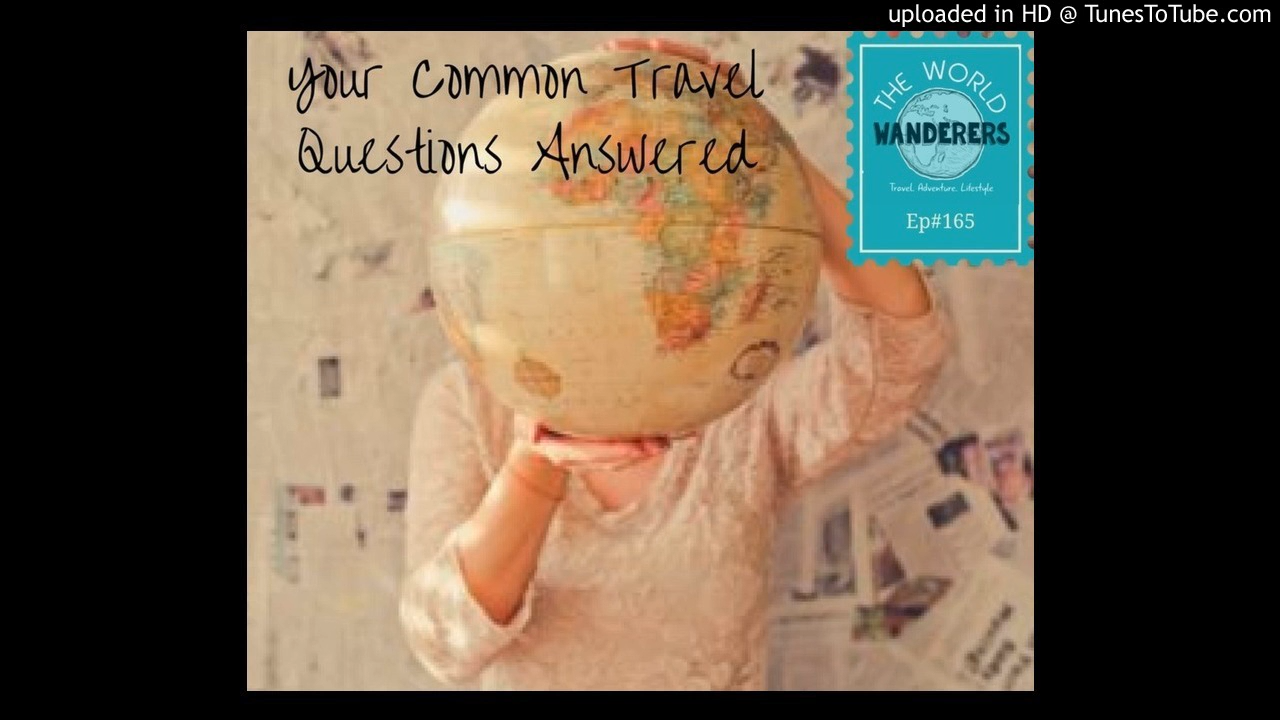 uploaded in HD @ TunesToTube.com
Your Common Travel
Questions Answered
THE WORLD
WANDERERS
Travel. Adventure. Lifestyle
Ep#165